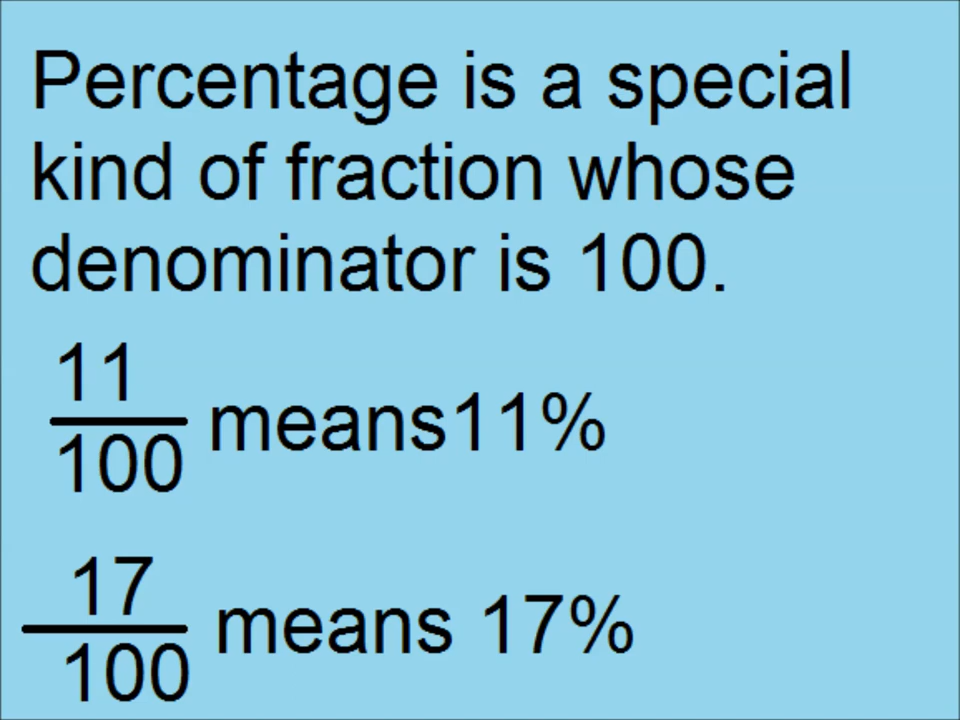 Percentage is a special
kind of fraction whose
denominator is 100.
11
means11%
100
17
means 17%
100